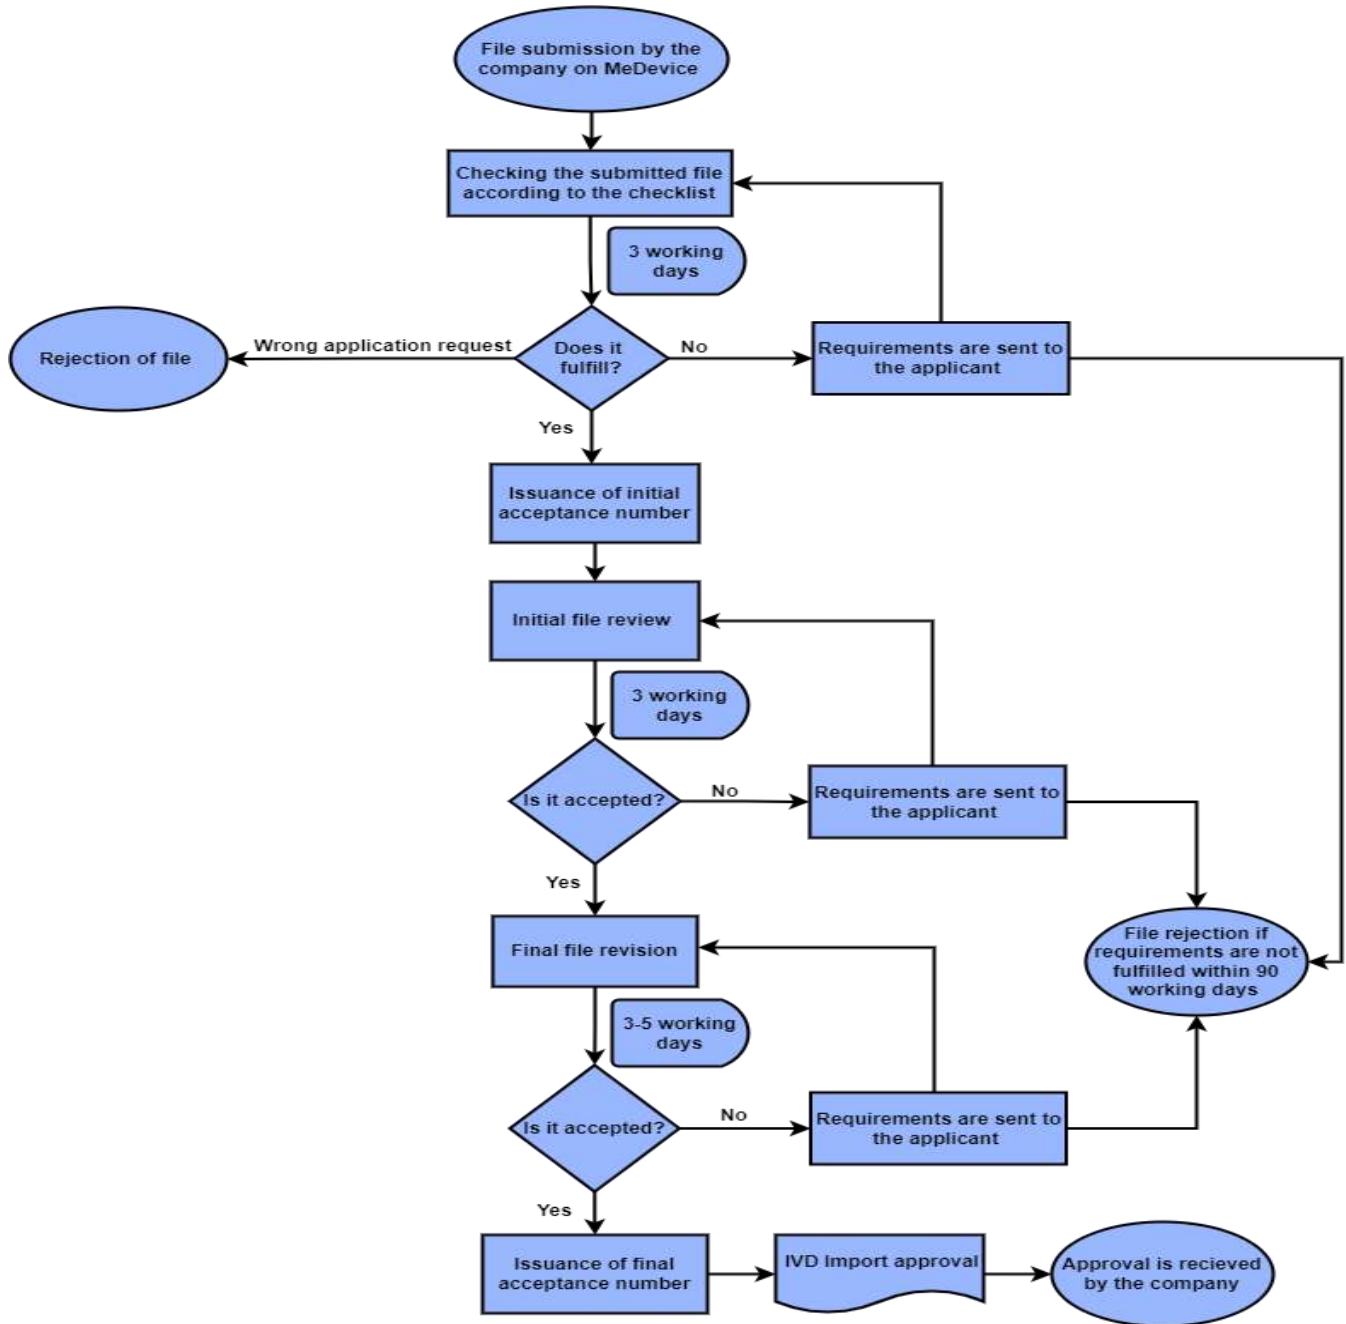 File submission by the
company on MeDevice
Checking the submitted file
according to the checklist
3 working
days
Wrong application request
Rejection of file
Does it
fulfill?
No
Requirements are sent to
the applicant
Yes
Issuance of initial
acceptance number
Initial file review
3 working
days
Is it accepted?
No
Requirements are sent to
the applicant
Yes
Final file revision
File rejection if
requirements are not
fulfilled within 90
working days
3-5 working
days
Is it accepted?
No
Requirements are sent to
the applicant
Yes
Issuance of final
acceptance number
IVD Import approval
Approval is recieved
by the company